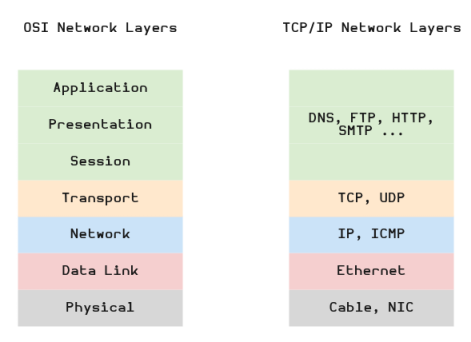 OSI Network Layers
TCP/IP Network Layers
Application
Presentation
DNS, FTP, HTTP,
SMTP ...
Session
Transport
TCP, UDP
Network
IP, ICMP
Data Link
Ethernet
Physical
Cable, NIC